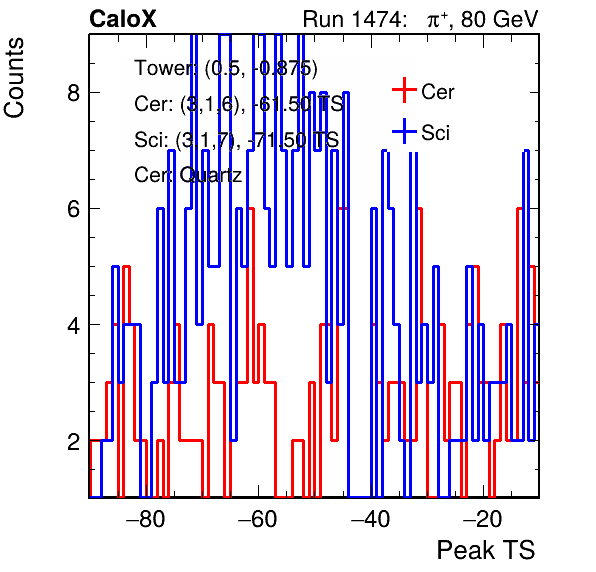 CaloX Run 1474: π⁺, 80 GeV
Counts
Tower: (0.5, -0.875)
Cer: (3,1,6), -61.50 TS
Sci: (3,1,7), -71.50 TS
Cer: Quartz
Cer
Sci
8
6
4
2
−80 −60 −40 −20
Peak TS